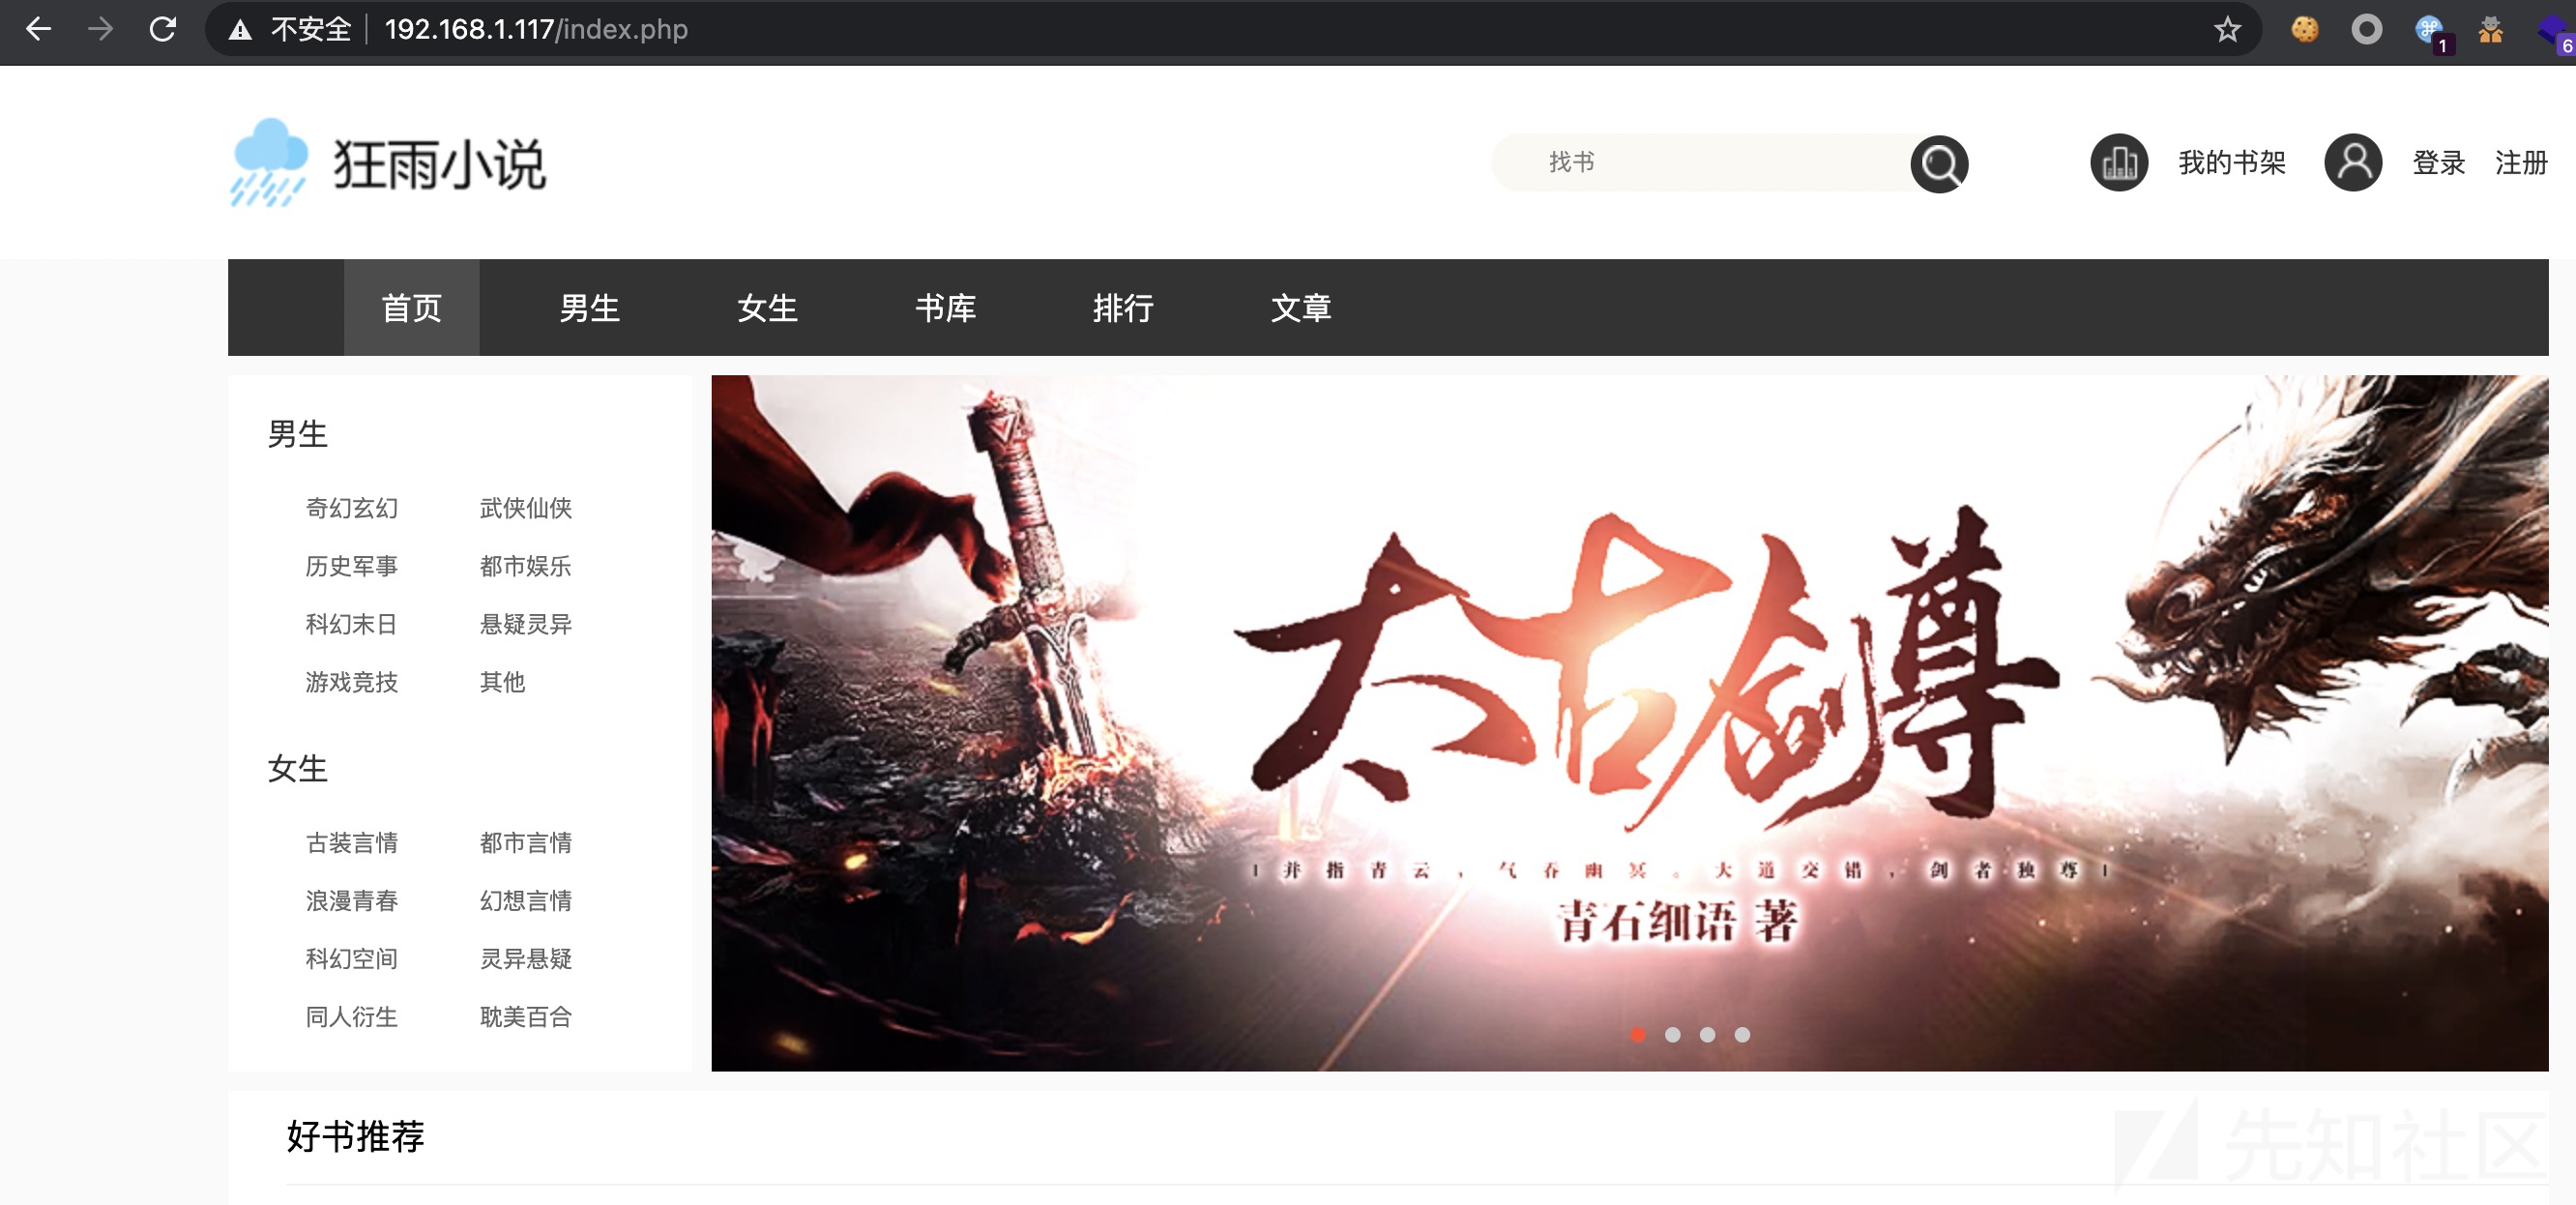 不安全 192.168.1.117/index.php
1
6
狂雨小说
找书
我的书架 登录 注册
首页 男生 女生 书库 排行 文章
男生
奇幻玄幻 武侠仙侠
历史军事 都市娱乐
科幻末日 悬疑灵异
游戏竞技 其他
女生
古装言情 都市言情
浪漫青春 幻想言情
科幻空间 灵异悬疑
同人衍生 耽美百合
太古剑尊
并指青云，气吞幽冥。大道交错，剑者独尊
青石细语 著
好书推荐
先知社区